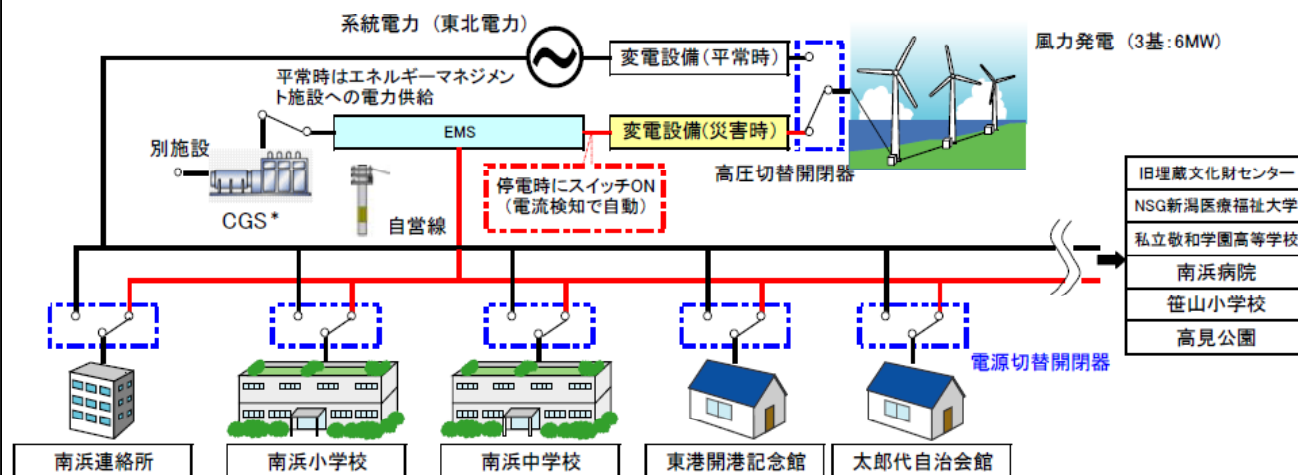 系統電力（東北電力）
変電設備(平常時)
風力発電（3基:6MW）
平常時はエネルギーマネジメン
ト施設への電力供給
EMS
変電設備(災害時)
別施設
高圧切替開閉器
停電時にスイッチON
（電流検知で自動）
CGS*
自営線
旧埋蔵文化財センター
NSG新潟医療福祉大学
私立敬和学園高等学校
南浜病院
笹山小学校
高見公園
電源切替開閉器
南浜連絡所
南浜小学校
南浜中学校
東港開港記念館
太郎代自治会館